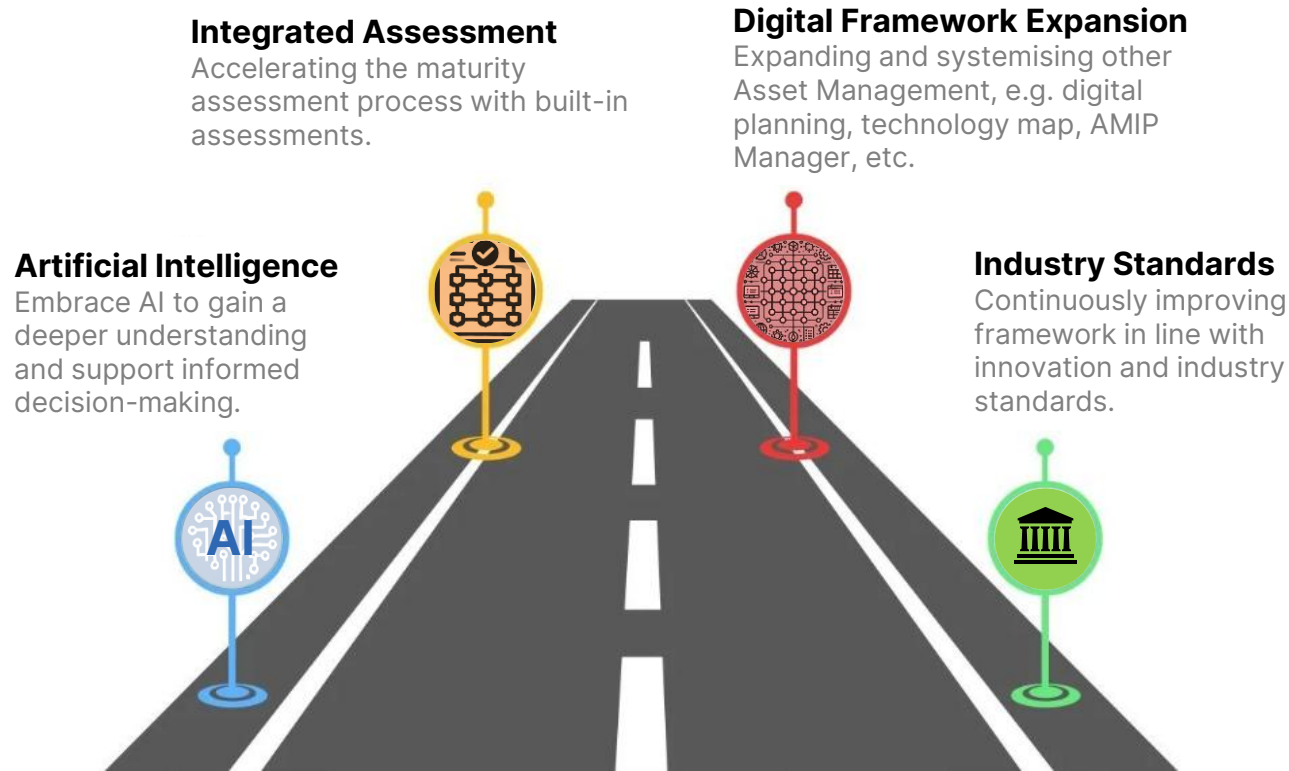 Integrated Assessment
Accelerating the maturity
assessment process with built-in
assessments.
Digital Framework Expansion
Expanding and systemising other
Asset Management, e.g. digital
planning, technology map, AMIP
Manager, etc.
Artificial Intelligence
Embrace AI to gain a
deeper understanding
and support informed
decision-making.
Industry Standards
Continuously improving
framework in line with
innovation and industry
standards.
AI